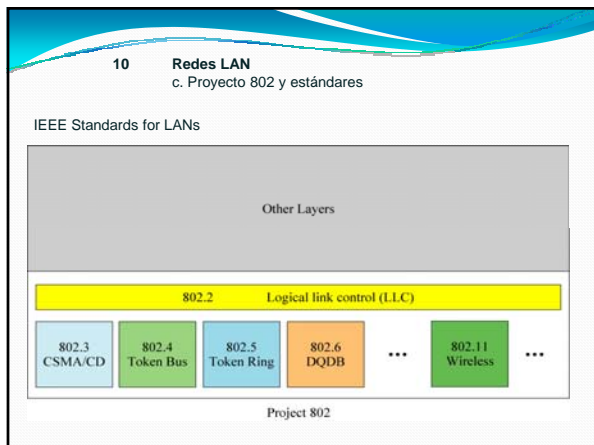 10 Redes LAN
c. Proyecto 802 y estándares
IEEE Standards for LANs
Other Layers
802.2 Logical link control (LLC)
802.3 802.4 802.5 802.6 ... 802.11 ...
CSMA/CD Token Bus Token Ring DQDB Wireless
Project 802